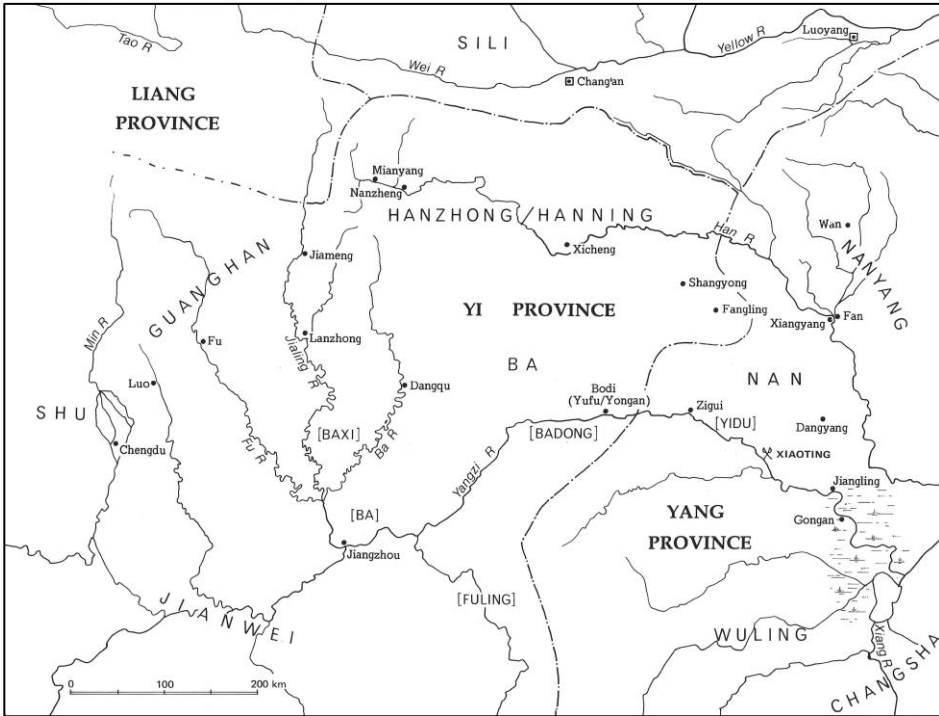 Tao R
SILI
Yellow R
Luoyang
Wei R
Chang'an
LIANG
PROVINCE
Mianyang
Nanzheng
HANZHONG/HANNING
Han R
Wan
NANYANG
Xicheng
Jiameng
GUANGHAN
Shangyong
YI PROVINCE
Fangling
Xiangyang
Fan
Min R
Fu
Lanzhong
Jialing R
BA
NAN
Luo
Dangqu
Bodi
(Yufu/Yongan)
Zigui
SHU
[BAXI]
Ba R
[BADONG]
[YIDU]
Dangyang
Chengdu
Fu R
Yangzi R
XIAOTING
Jiangling
[BA]
YANG
PROVINCE
Gongan
Jiangzhou
JIANWEI
[FULING]
WULING
Xiang R
CHANGSHA
0 50 100 200 km